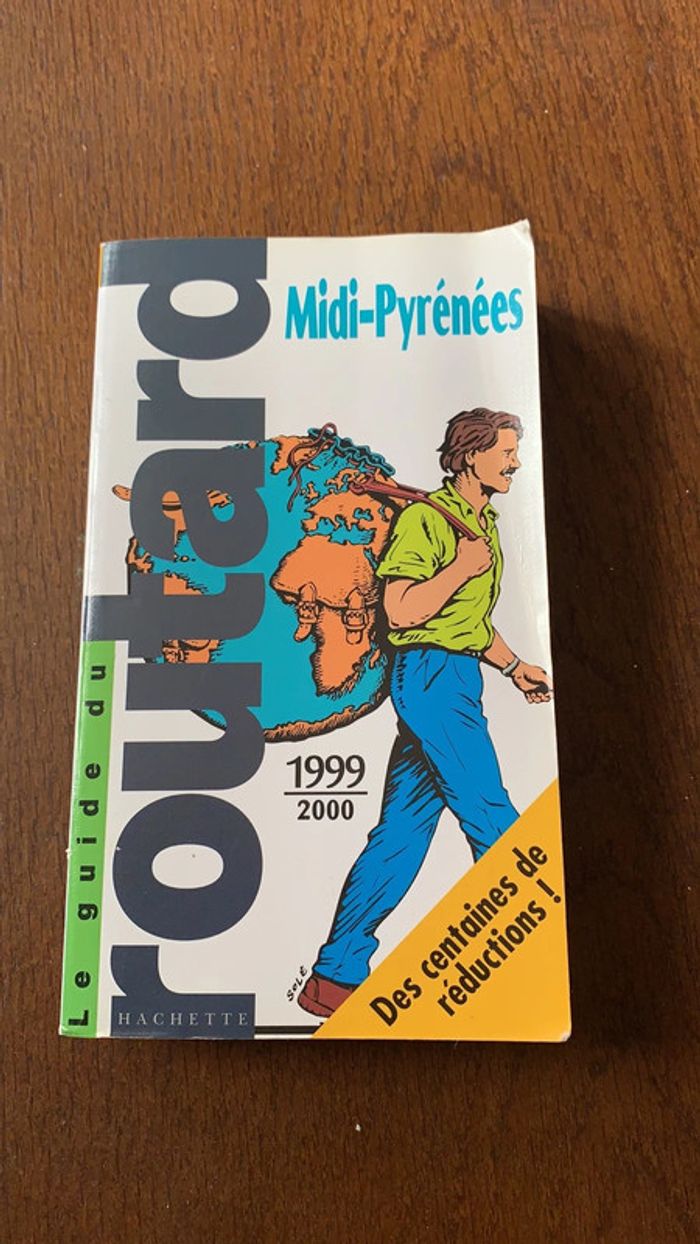 Le guide du
routard
Midi-Pyrénées
1999
2000
Des centaines de
réductions !
SOLÉ
HACHETTE